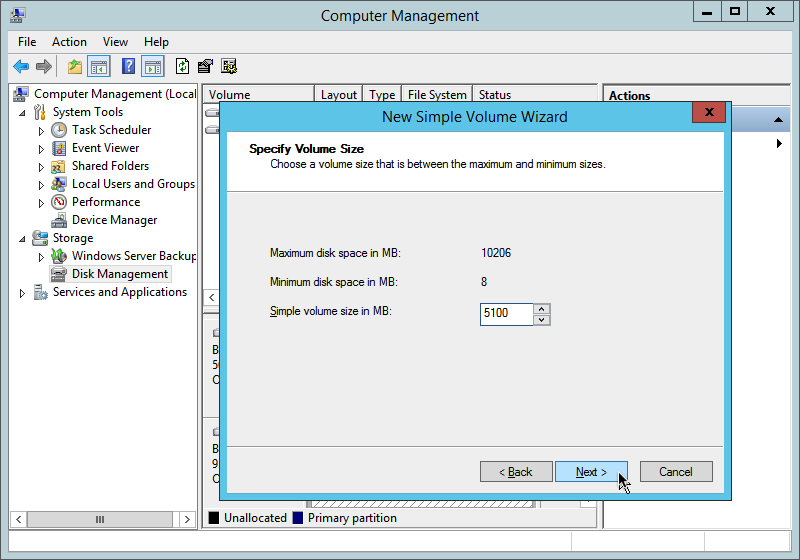 Computer Management
File Action View Help
Computer Management (Local
System Tools
Task Scheduler
Event Viewer
Shared Folders
Local Users and Groups
Performance
Device Manager
Storage
Windows Server Backup
Disk Management
Services and Applications
Volume Layout Type File System Status
Actions
New Simple Volume Wizard
Specify Volume Size
Choose a volume size that is between the maximum and minimum sizes.
Maximum disk space in MB: 10206
Minimum disk space in MB: 8
Simple volume size in MB: 5100
< Back Next > Cancel
Unallocated Primary partition